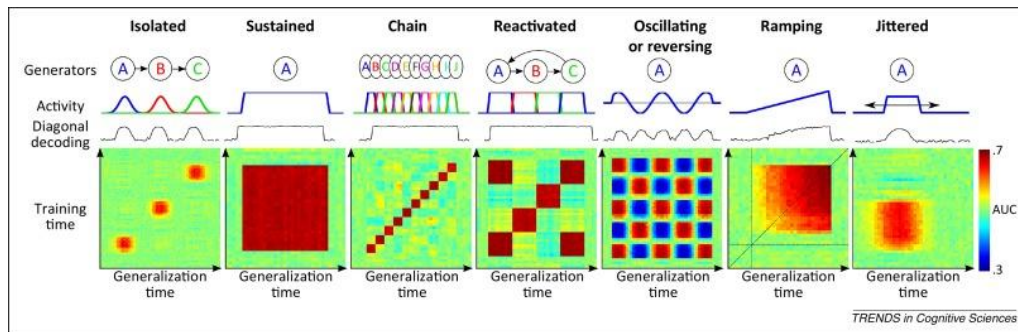 Isolated Sustained Chain Reactivated Oscillating or reversing Ramping Jittered
Generators A B C A A B C D E F G H I J A B C A A A
Activity
Diagonal decoding
Training time
.7
AUC
.3
Generalization time Generalization time Generalization time Generalization time Generalization time Generalization time Generalization time
TRENDS in Cognitive Sciences